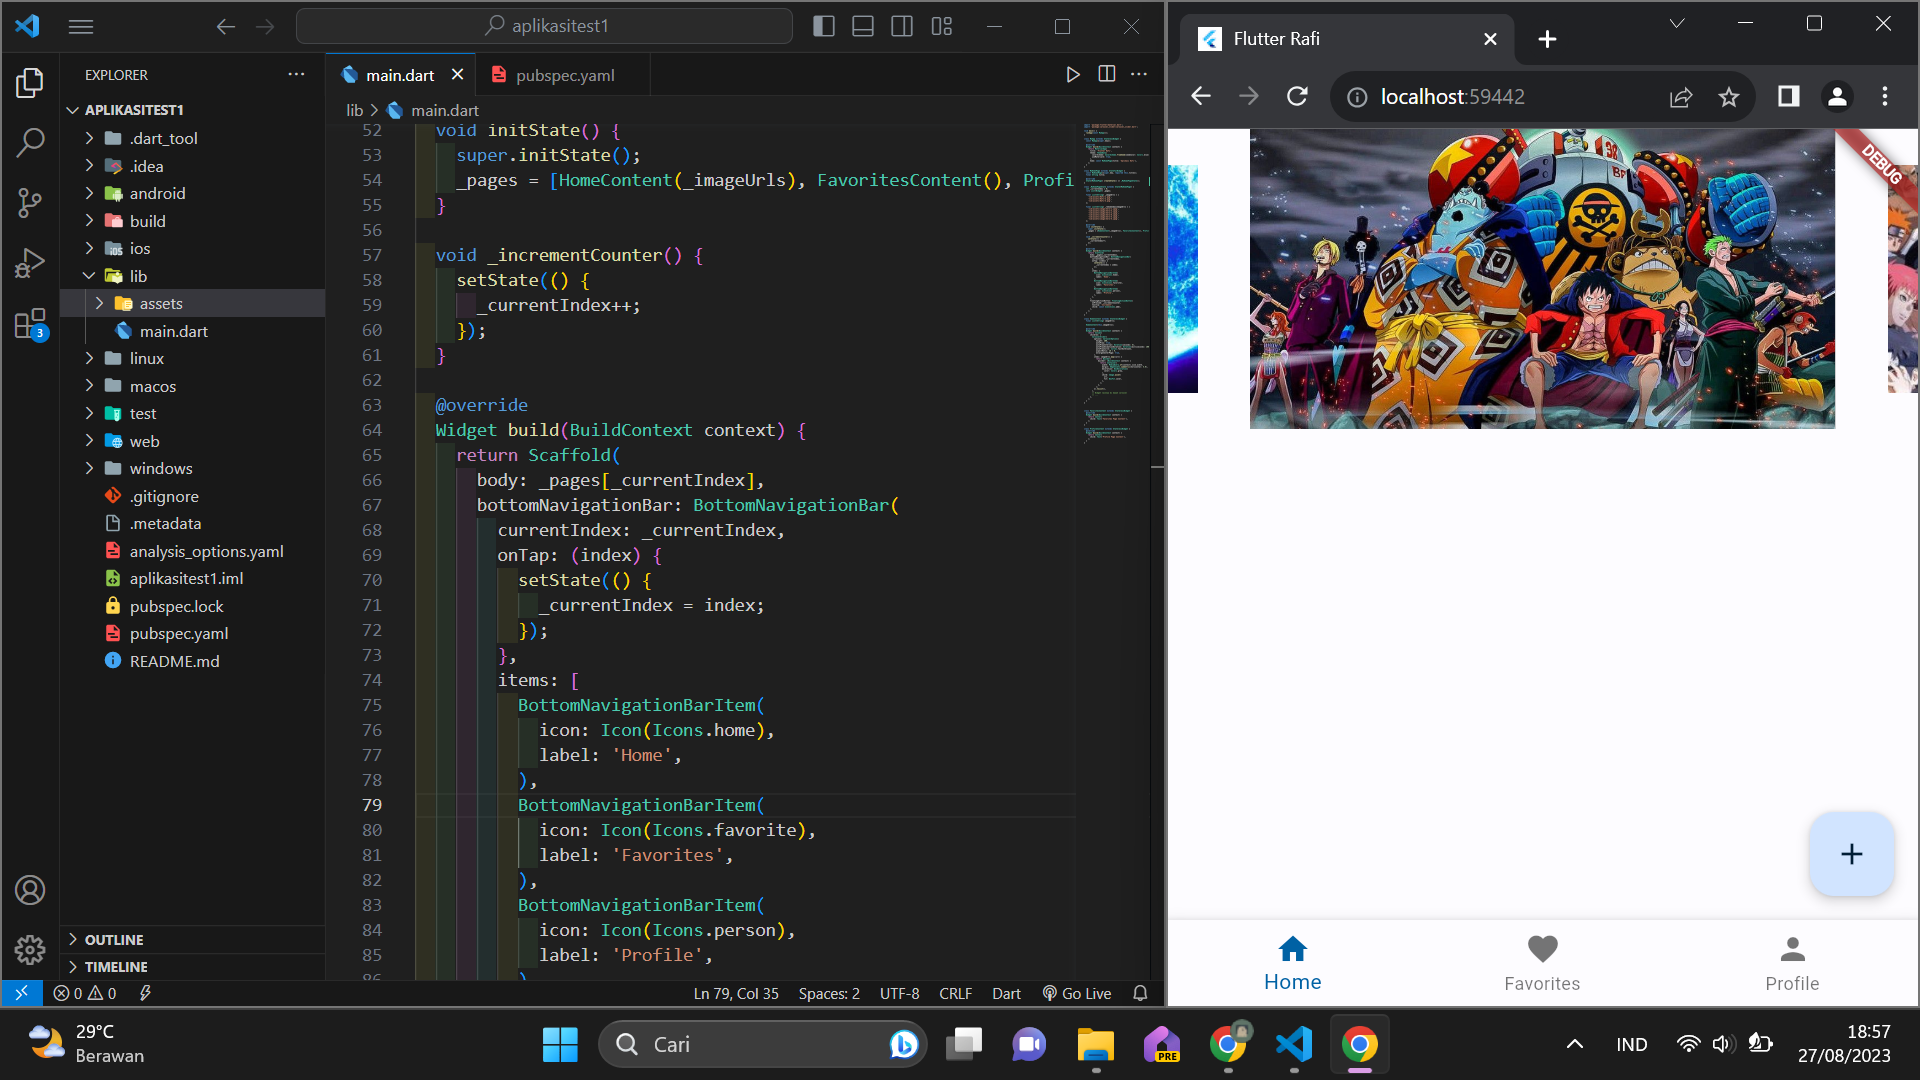 aplikasitest1
EXPLORER
APLIKASITEST1
.dart_tool
.idea
android
build
ios
lib
assets
main.dart
linux
macos
test
web
windows
.gitignore
.metadata
analysis_options.yaml
aplikasitest1.iml
pubspec.lock
pubspec.yaml
README.md
OUTLINE
TIMELINE
3
main.dart
pubspec.yaml
lib > main.dart
52 void initState() {
53 super.initState();
54 _pages = [HomeContent(_imageUrls), FavoritesContent(), Profi
55 }
56
57 void _incrementCounter() {
58 setState(() {
59 _currentIndex++;
60 });
61 }
62
63 @override
64 Widget build(BuildContext context) {
65 return Scaffold(
66 body: _pages[_currentIndex],
67 bottomNavigationBar: BottomNavigationBar(
68 currentIndex: _currentIndex,
69 onTap: (index) {
70 setState(() {
71 _currentIndex = index;
72 });
73 },
74 items: [
75 BottomNavigationBarItem(
76 icon: Icon(Icons.home),
77 label: 'Home',
78 ),
79 BottomNavigationBarItem(
80 icon: Icon(Icons.favorite),
81 label: 'Favorites',
82 ),
83 BottomNavigationBarItem(
84 icon: Icon(Icons.person),
85 label: 'Profile',
86 )
0 0
Ln 79, Col 35
Spaces: 2
UTF-8
CRLF
Dart
Go Live
Flutter Rafi
localhost:59442
DEBUG
Home
Favorites
Profile
29°C
Berawan
Cari
PRE
IND
18:57
27/08/2023